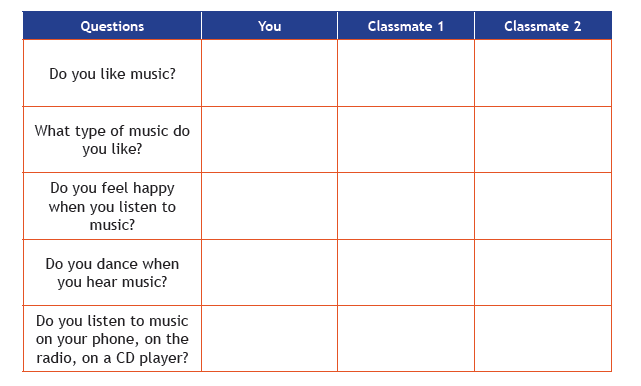 Questions You Classmate 1 Classmate 2
Do you like music?
What type of music do
you like?
Do you feel happy
when you listen to
music?
Do you dance when
you hear music?
Do you listen to music
on your phone, on the
radio, on a CD player?